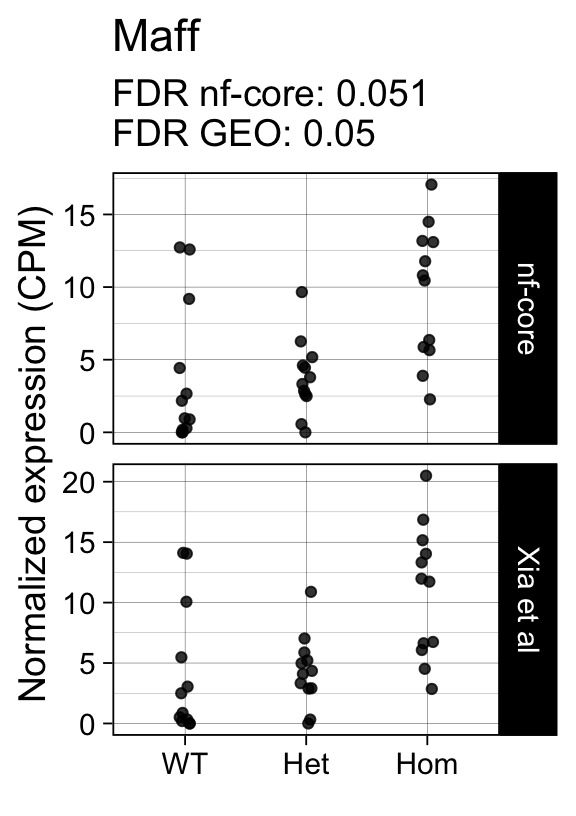 Maff
FDR nf-core: 0.051
FDR GEO: 0.05
Normalized expression (CPM)
15
10
5
0
nf-core
20
15
10
5
0
Xia et al
WT Het Hom